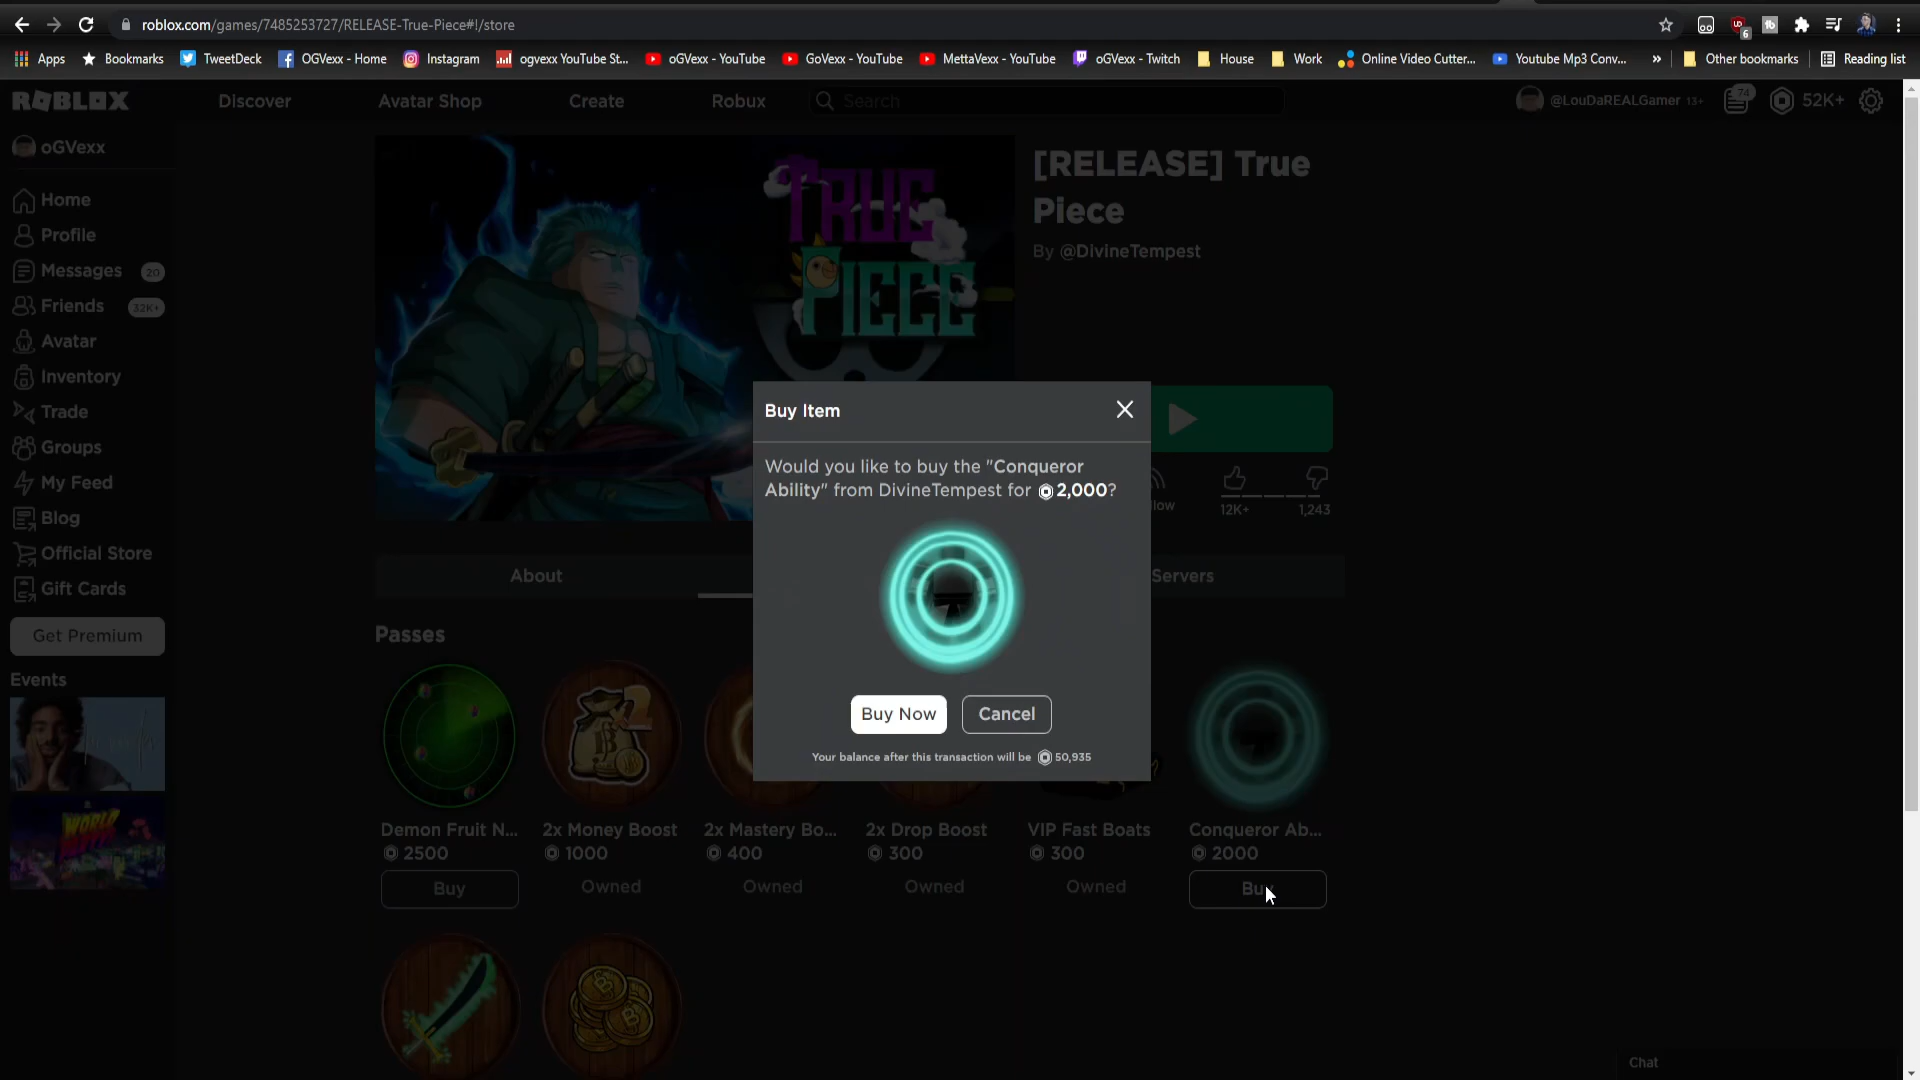 roblox.com/games/7485253727/RELEASE-True-Piece#!/store
6
Apps Bookmarks TweetDeck OGVexx - Home Instagram ogvexx YouTube St... oGVexx - YouTube GoVexx - YouTube MettaVexx - YouTube oGVexx - Twitch House Work Online Video Cutter... Youtube Mp3 Conv... » Other bookmarks Reading list
ROBLOX Discover Avatar Shop Create Robux Search @LouDaREALGamer 13+ 74 52K+
oGVexx
Home
Profile
Messages 20
Friends 32K+
Avatar
Inventory
Trade
Groups
My Feed
Blog
Official Store
Gift Cards
Get Premium
Events
WORLD
TRUE
PIECE
[RELEASE] True
Piece
By @DivineTempest
12K+ 1,243
About Servers
Buy Item
Would you like to buy the "Conqueror
Ability" from DivineTempest for 2,000?
Buy Now Cancel
Your balance after this transaction will be 50,935
Passes
Demon Fruit N... 2x Money Boost 2x Mastery Bo... 2x Drop Boost VIP Fast Boats Conqueror Ab...
2500 1000 400 300 300 2000
Buy Owned Owned Owned Owned Bu
Chat